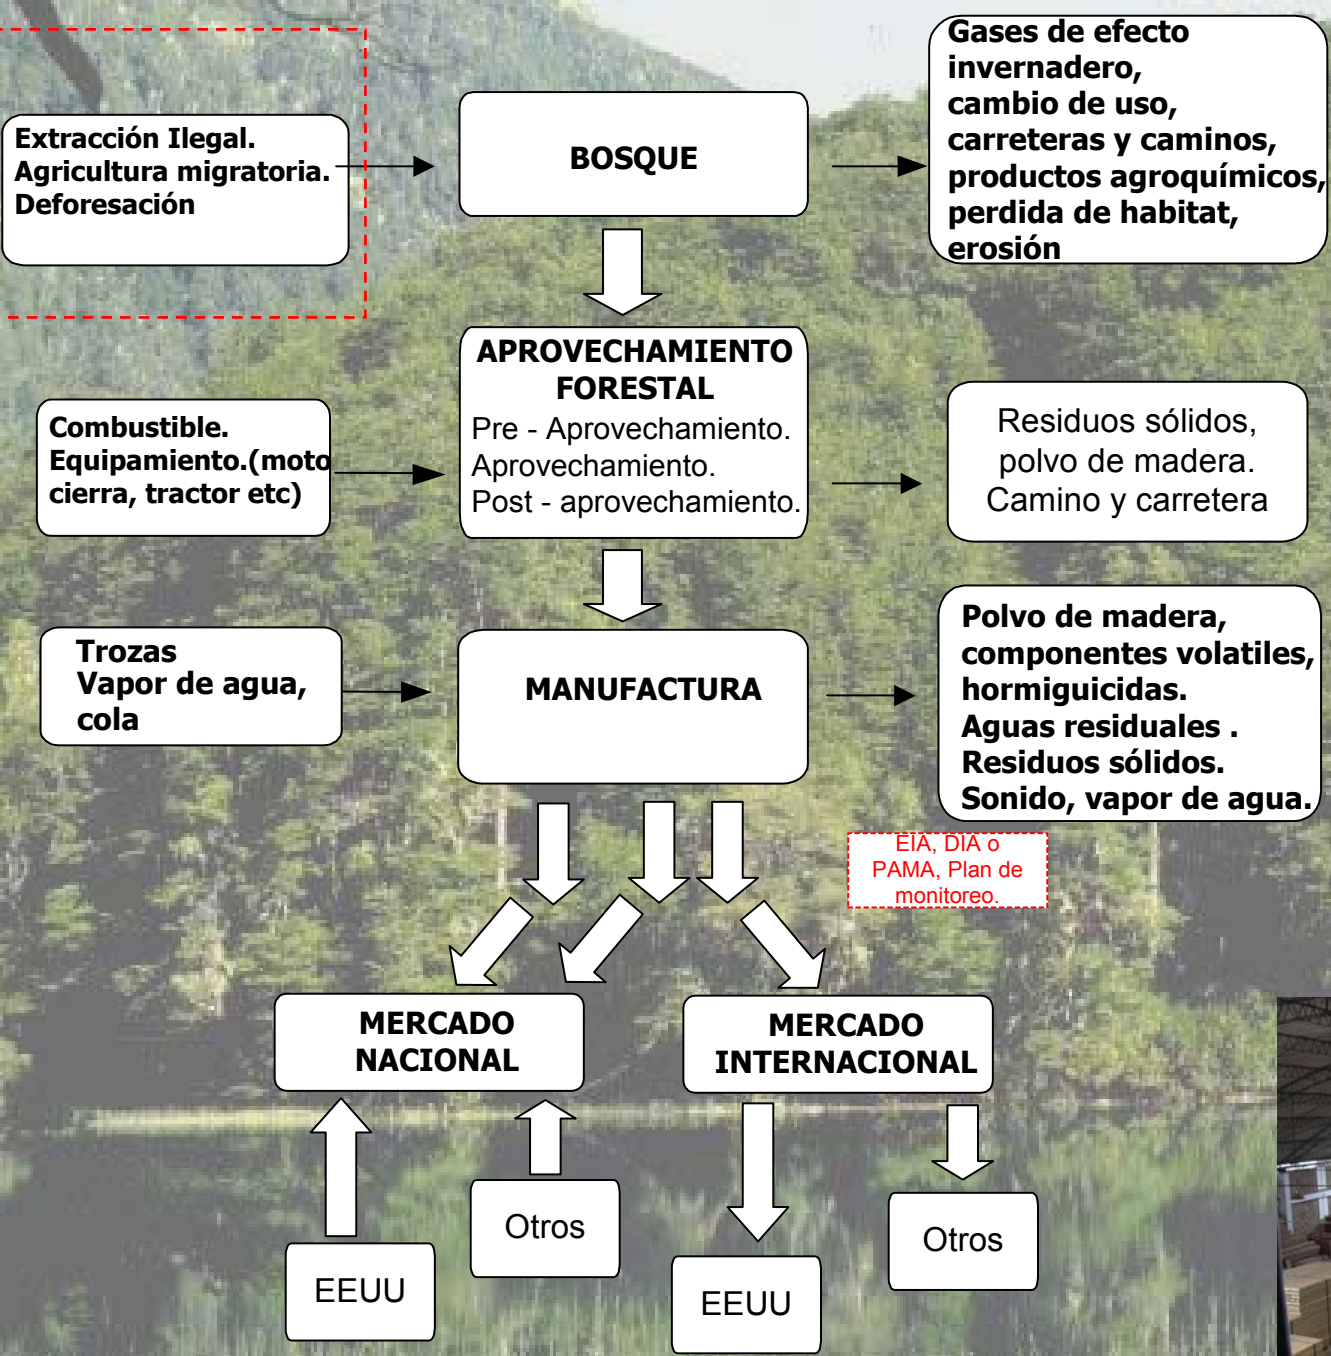 Extracción Ilegal.
Agricultura migratoria.
Deforesación
BOSQUE
Gases de efecto
invernadero,
cambio de uso,
carreteras y caminos,
productos agroquímicos,
perdida de habitat,
erosión
Combustible.
Equipamiento.(moto
cierra, tractor etc)
APROVECHAMIENTO
FORESTAL
Pre - Aprovechamiento.
Aprovechamiento.
Post - aprovechamiento.
Residuos sólidos,
polvo de madera.
Camino y carretera
Trozas
Vapor de agua,
cola
MANUFACTURA
Polvo de madera,
componentes volatiles,
hormiguicidas.
Aguas residuales .
Residuos sólidos.
Sonido, vapor de agua.
EIA, DIA o
PAMA, Plan de
monitoreo.
MERCADO
NACIONAL
MERCADO
INTERNACIONAL
EEUU
Otros
EEUU
Otros